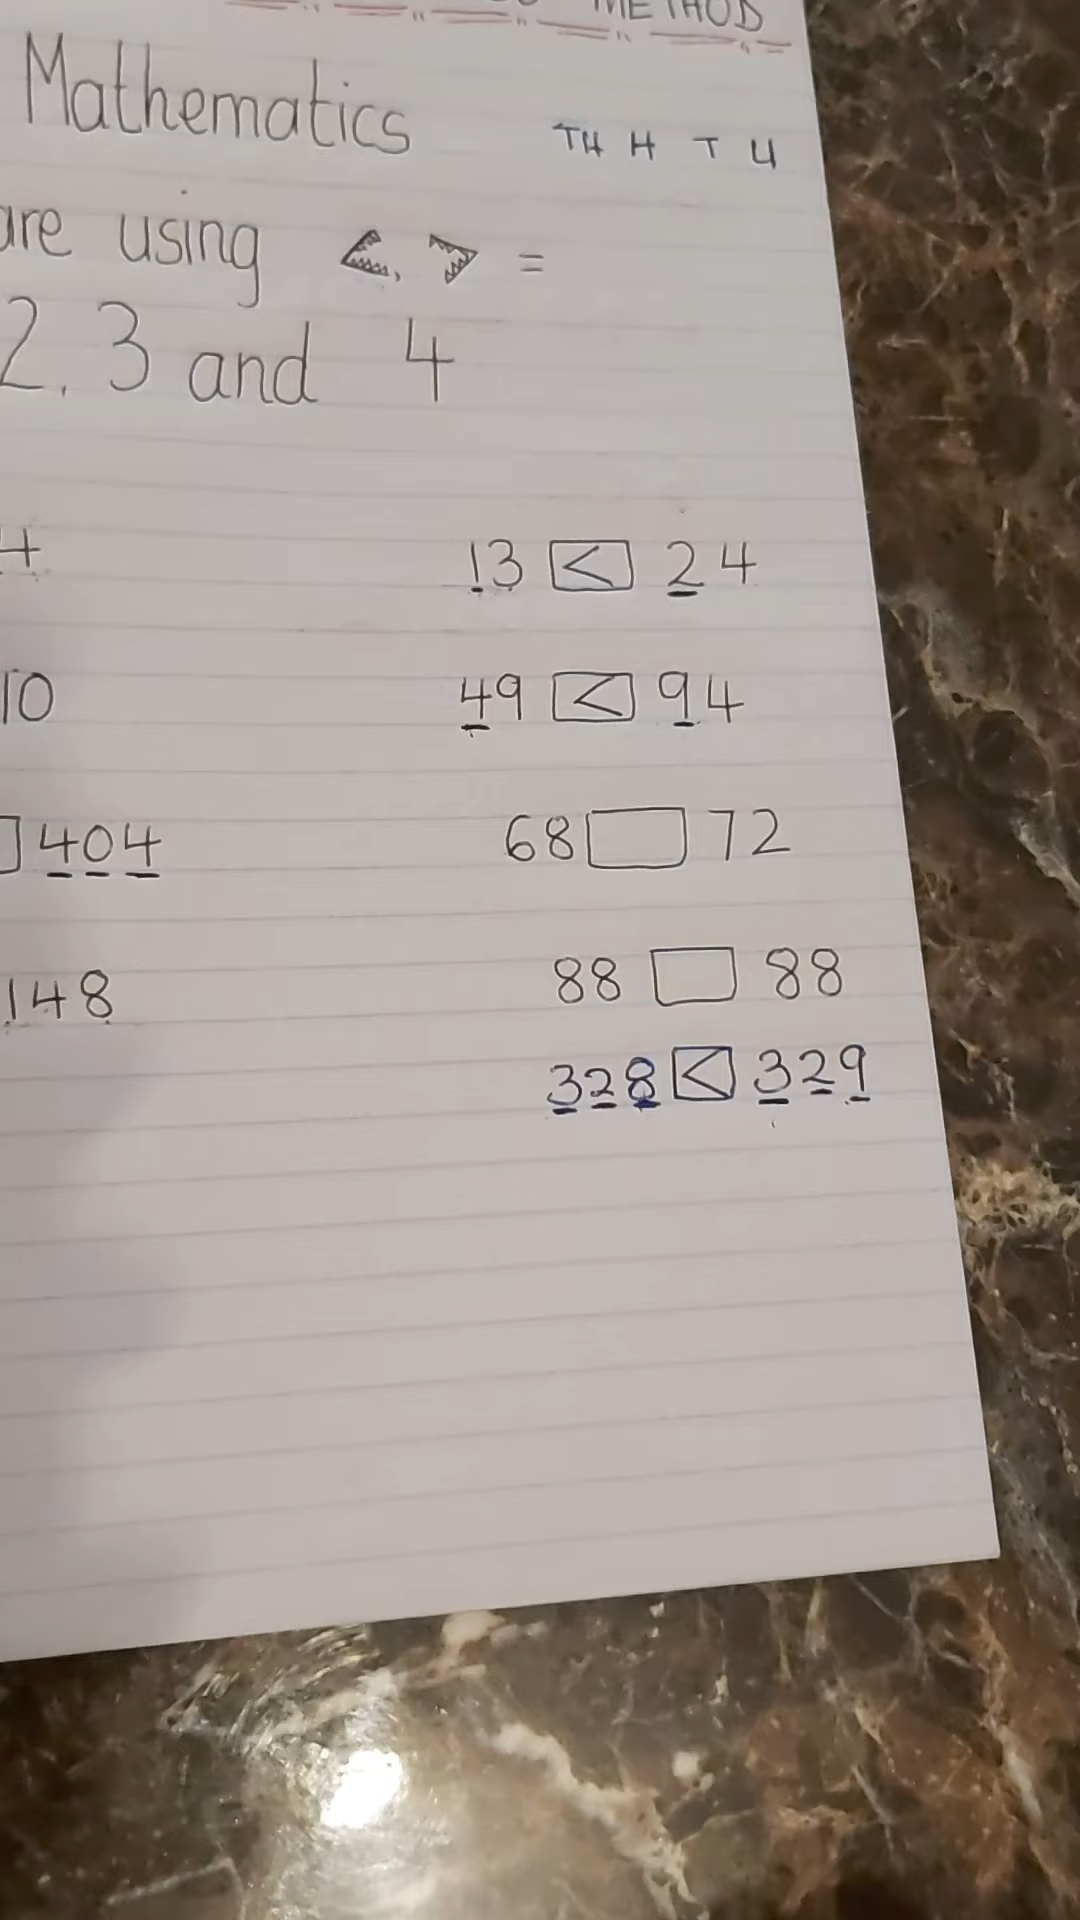 METHOD
Mathematics TH H T U
are using <, > =
2, 3 and 4
4 13 < 24
10 49 < 94
404 68 72
148 88 88
328 < 329